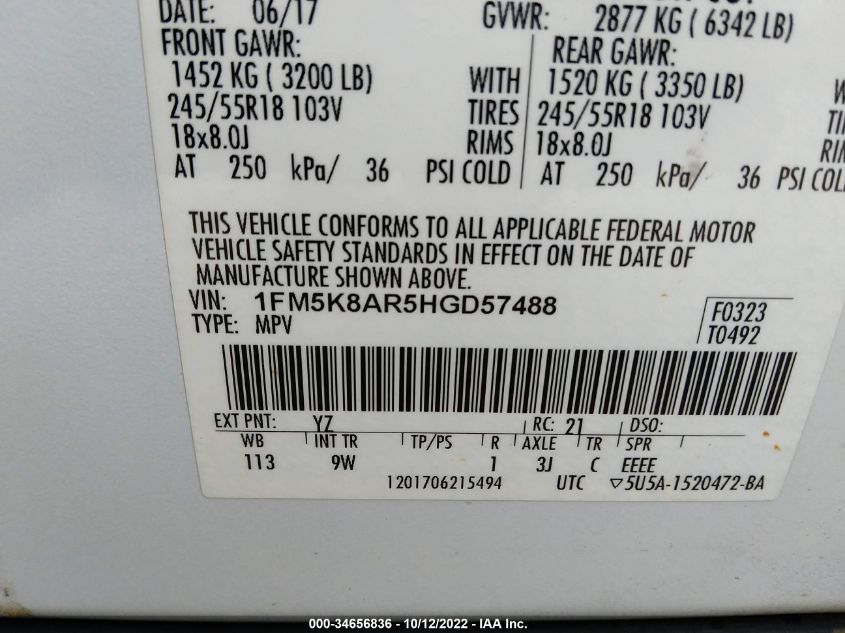 DATE: 06/17 GVWR: 2877 KG ( 6342 LB)
FRONT GAWR: REAR GAWR:
1452 KG ( 3200 LB) WITH 1520 KG ( 3350 LB)
245/55R18 103V TIRES 245/55R18 103V
18x8.0J RIMS 18x8.0J
AT 250 kPa/ 36 PSI COLD AT 250 kPa/ 36 PSI COL
THIS VEHICLE CONFORMS TO ALL APPLICABLE FEDERAL MOTOR
VEHICLE SAFETY STANDARDS IN EFFECT ON THE DATE OF
MANUFACTURE SHOWN ABOVE.
VIN: 1FM5K8AR5HGD57488 F0323
TYPE: MPV T0492
EXT PNT: YZ RC: 21 DSO:
WB INT TR TP/PS R AXLE TR SPR
113 9W 1 3J C EEEE
1201706215494 UTC ▽5U5A-1520472-BA
000-34656836 - 10/12/2022 - IAA Inc.